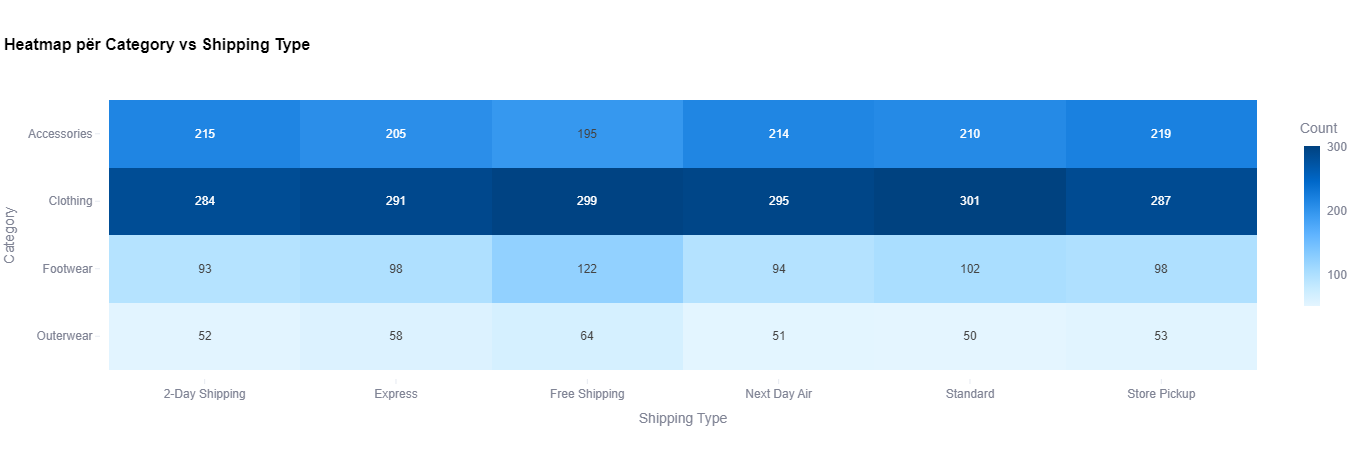 Heatmap për Category vs Shipping Type
Count
Category
Accessories 215 205 195 214 210 219
Clothing 284 291 299 295 301 287
Footwear 93 98 122 94 102 98
Outerwear 52 58 64 51 50 53
300
200
100
2-Day Shipping Express Free Shipping Next Day Air Standard Store Pickup
Shipping Type